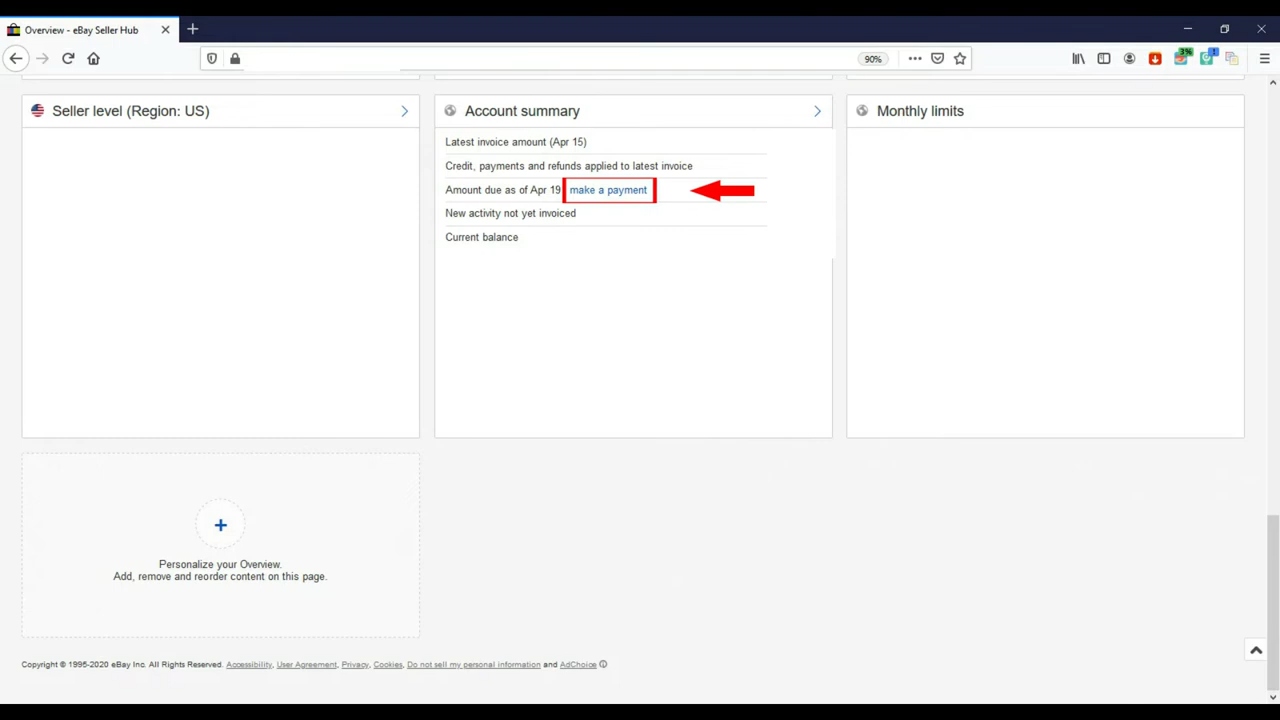 Overview - eBay Seller Hub
90%
3%
1
Seller level (Region: US)
Account summary
Monthly limits
Latest invoice amount (Apr 15)
Credit, payments and refunds applied to latest invoice
Amount due as of Apr 19 make a payment
New activity not yet invoiced
Current balance
Personalize your Overview.
Add, remove and reorder content on this page.
Copyright © 1995-2020 eBay Inc. All Rights Reserved. Accessibility, User Agreement, Privacy, Cookies, Do not sell my personal information and AdChoice